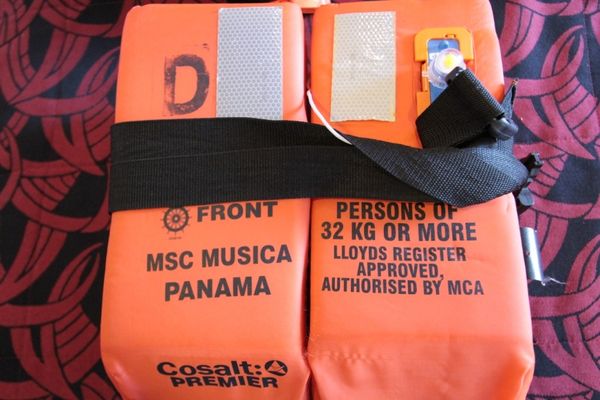 D
FRONT
MSC MUSICA
PANAMA
Cosalt:
PREMIER
PERSONS OF
32 KG OR MORE
LLOYDS REGISTER
APPROVED,
AUTHORISED BY MCA